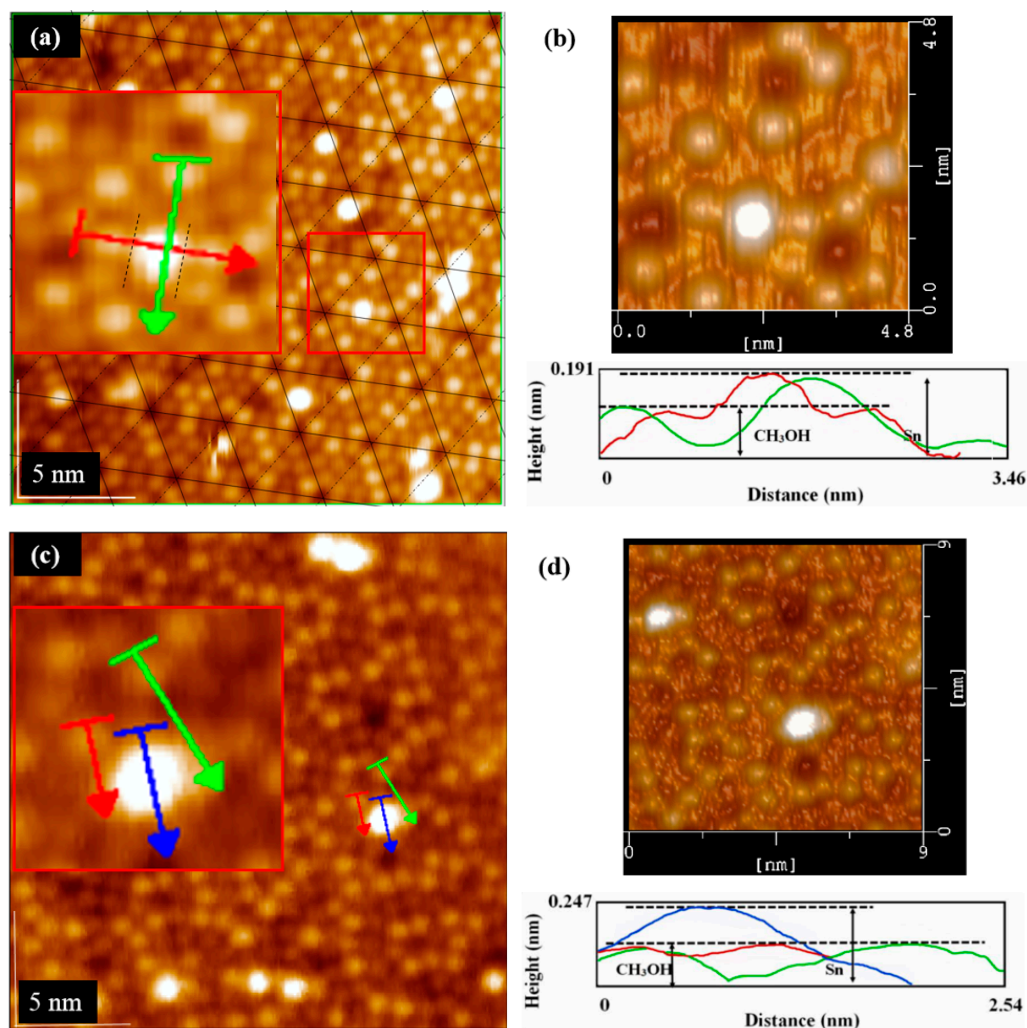 (a)
5 nm
(b)
4.8
[nm]
0.0
0.0
4.8
[nm]
0.191
Height (nm)
CH₃OH
Sn
0
3.46
Distance (nm)
(c)
5 nm
(d)
9
[nm]
0
0
9
[nm]
0.247
Height (nm)
CH₃OH
Sn
0
2.54
Distance (nm)